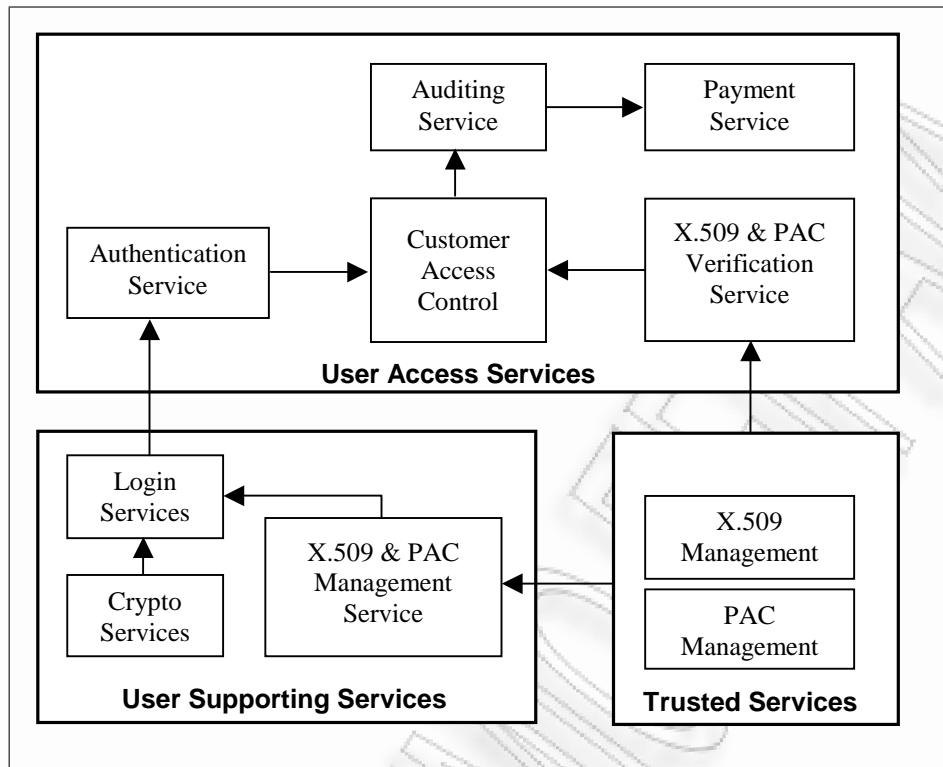 Auditing
Service
Payment
Service
Authentication
Service
Customer
Access
Control
X.509 & PAC
Verification
Service
User Access Services
Login
Services
Crypto
Services
X.509 & PAC
Management
Service
User Supporting Services
X.509
Management
PAC
Management
Trusted Services